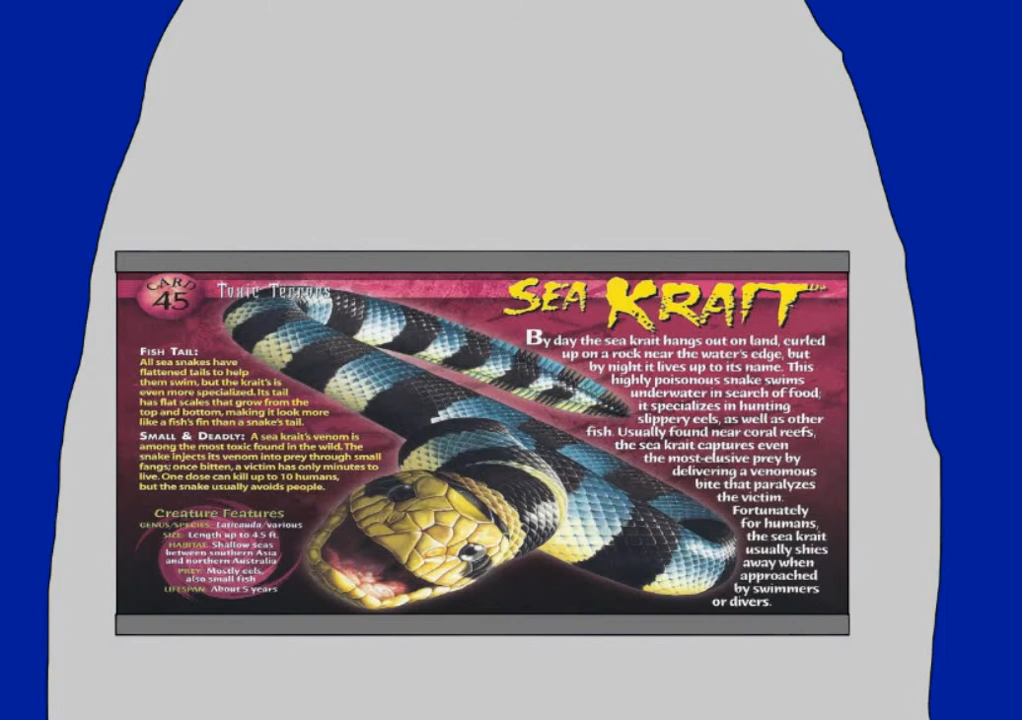 CARD
45
Toxic Terrors
SEA KRAIT
By day the sea krait hangs out on land, curled
up on a rock near the water's edge, but
by night it lives up to its name. This
highly poisonous snake swims
underwater in search of food;
it specializes in hunting
slippery eels, as well as other
fish. Usually found near coral reefs,
the sea krait captures even
the most-elusive prey by
delivering a venomous
bite that paralyzes
the victim.
Fortunately
for humans,
the sea krait
usually shies
away when
approached
by swimmers
or divers.
FISH TAIL:
All sea snakes have
flattened tails to help
them swim, but the krait's is
even more specialized. Its tail
has flat scales that grow from the
top and bottom, making it look more
like a fish's fin than a snake's tail.
SMALL & DEADLY: A sea krait's venom is
among the most toxic found in the wild. The
snake injects its venom into prey through small
fangs; once bitten, a victim has only minutes to
live. One dose can kill up to 10 humans,
but the snake usually avoids people.
Creature Features
GENUS/SPECIES: Laticauda/various
SIZE: Length up to 4.5 ft.
HABITAT: Shallow seas
between southern Asia
and northern Australia
PREY: Mostly eels,
also small fish
LIFESPAN: About 5 years